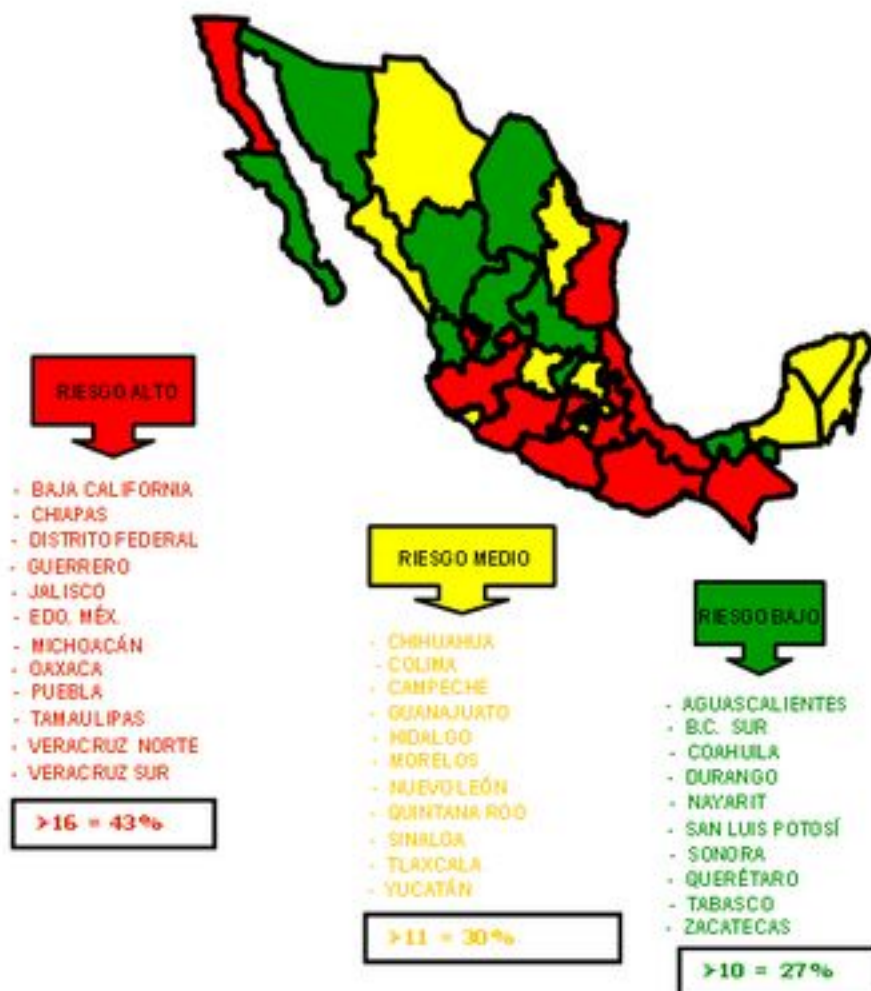 RIESGO ALTO
- BAJA CALIFORNIA
- CHIAPAS
- DISTRITO FEDERAL
- GUERRERO
- JALISCO
- EDO. MÉX.
- MICHOACÁN
- OAXACA
- PUEBLA
- TAMAULIPAS
- VERACRUZ NORTE
- VERACRUZ SUR
>16 = 43%
RIESGO MEDIO
- CHIHUAHUA
- COLIMA
- CAMPECHE
- GUANAJUATO
- HIDALGO
- MORELOS
- NUEVO LEÓN
- QUINTANA ROO
- SINALOA
- TLAXCALA
- YUCATÁN
>11 = 30%
RIESGO BAJO
- AGUASCALIENTES
- B.C. SUR
- COAHUILA
- DURANGO
- NAYARIT
- SAN LUIS POTOSÍ
- SONORA
- QUERÉTARO
- TABASCO
- ZACATECAS
>10 = 27%